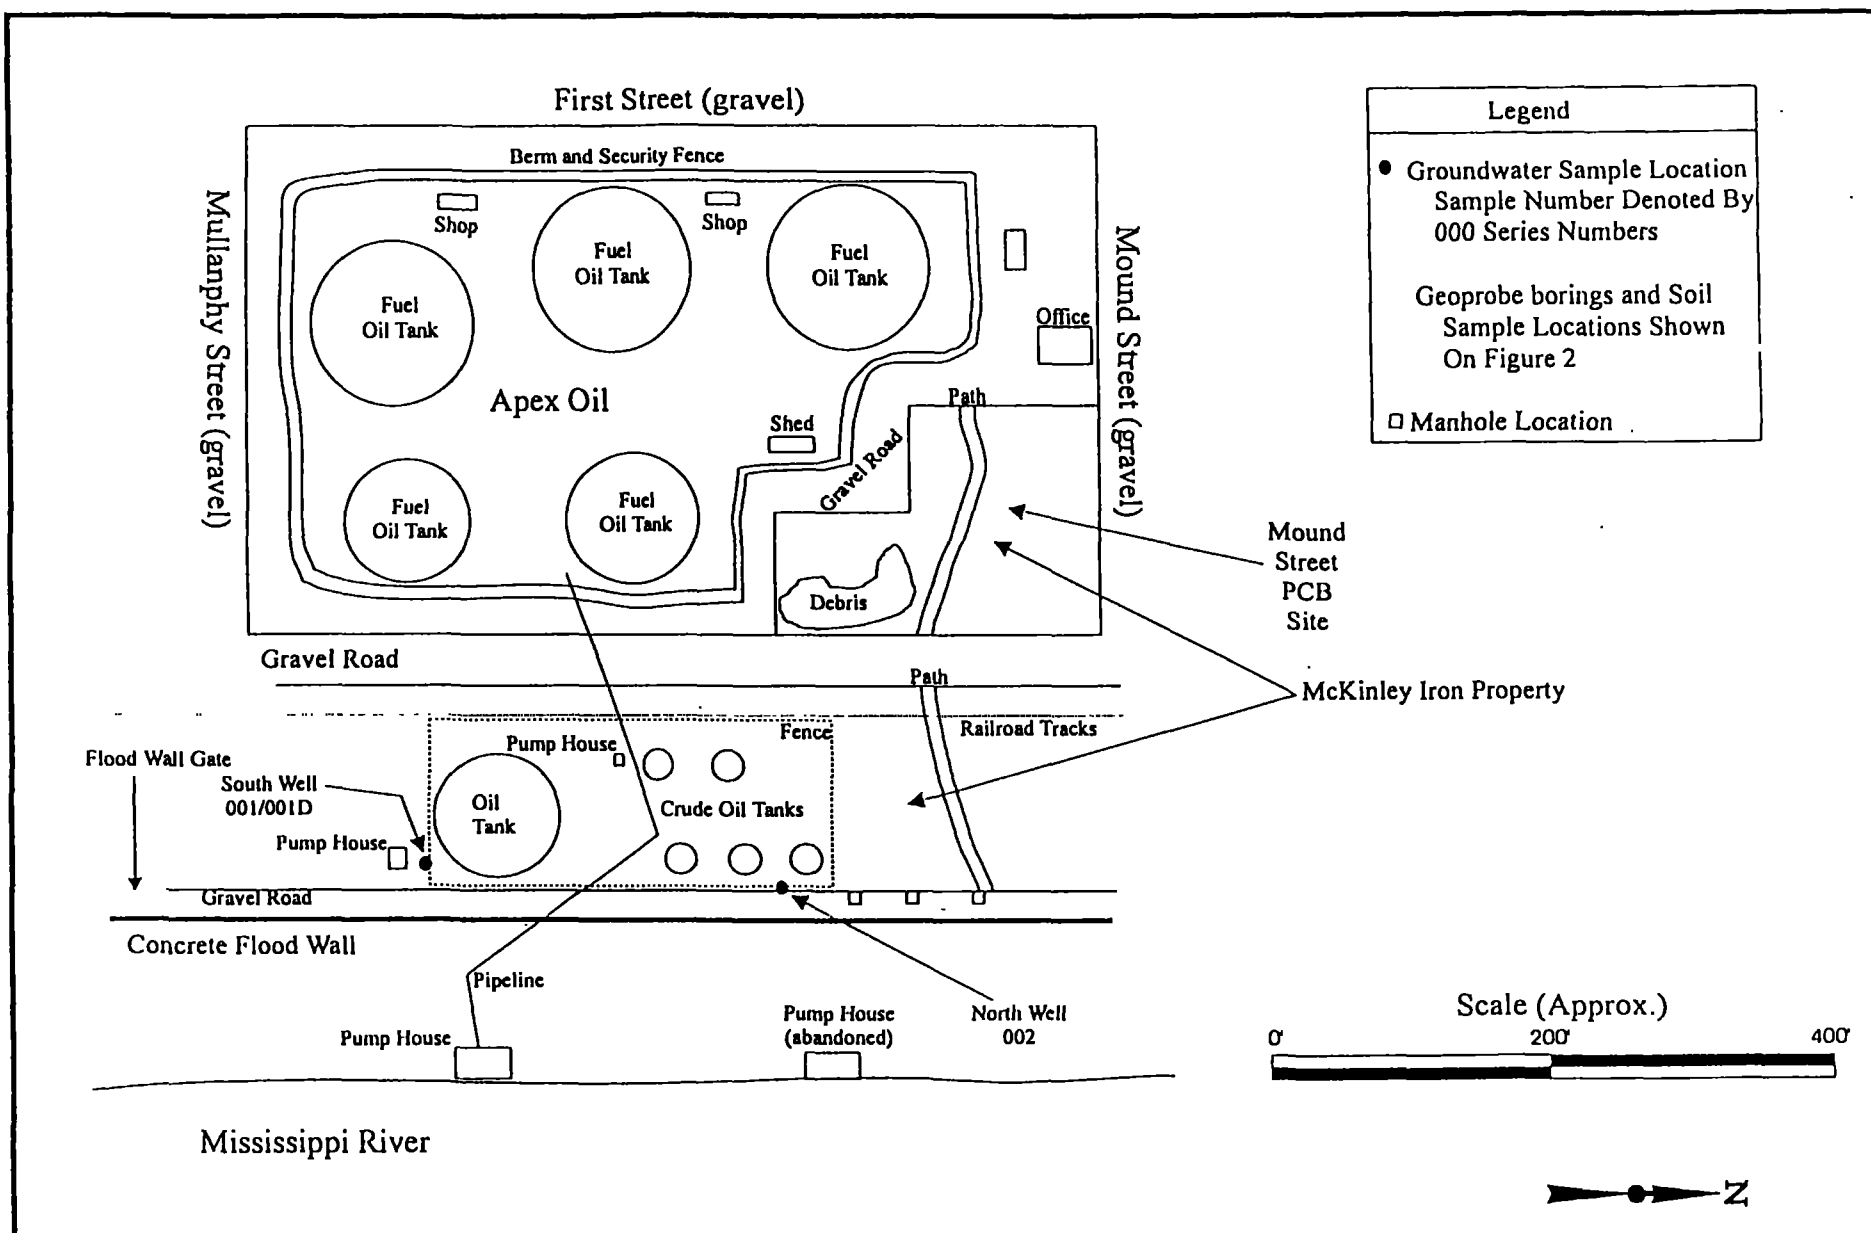 First Street (gravel)
Berm and Security Fence
Mullanphy Street (gravel)
Shop
Shop
Fuel
Oil Tank
Fuel
Oil Tank
Fuel
Oil Tank
Mound Street (gravel)
Office
Apex Oil
Path
Shed
Gravel Road
Fuel
Oil Tank
Fuel
Oil Tank
Debris
Mound
Street
PCB
Site
Gravel Road
Path
McKinley Iron Property
Railroad Tracks
Fence
Pump House
Flood Wall Gate
South Well
001/001D
Oil
Tank
Crude Oil Tanks
Pump House
Gravel Road
Concrete Flood Wall
Pipeline
Pump House
Pump House
(abandoned)
North Well
002
Mississippi River
Legend
Groundwater Sample Location
Sample Number Denoted By
000 Series Numbers
Geoprobe borings and Soil
Sample Locations Shown
On Figure 2
Manhole Location
Scale (Approx.)
0' 200' 400'
N